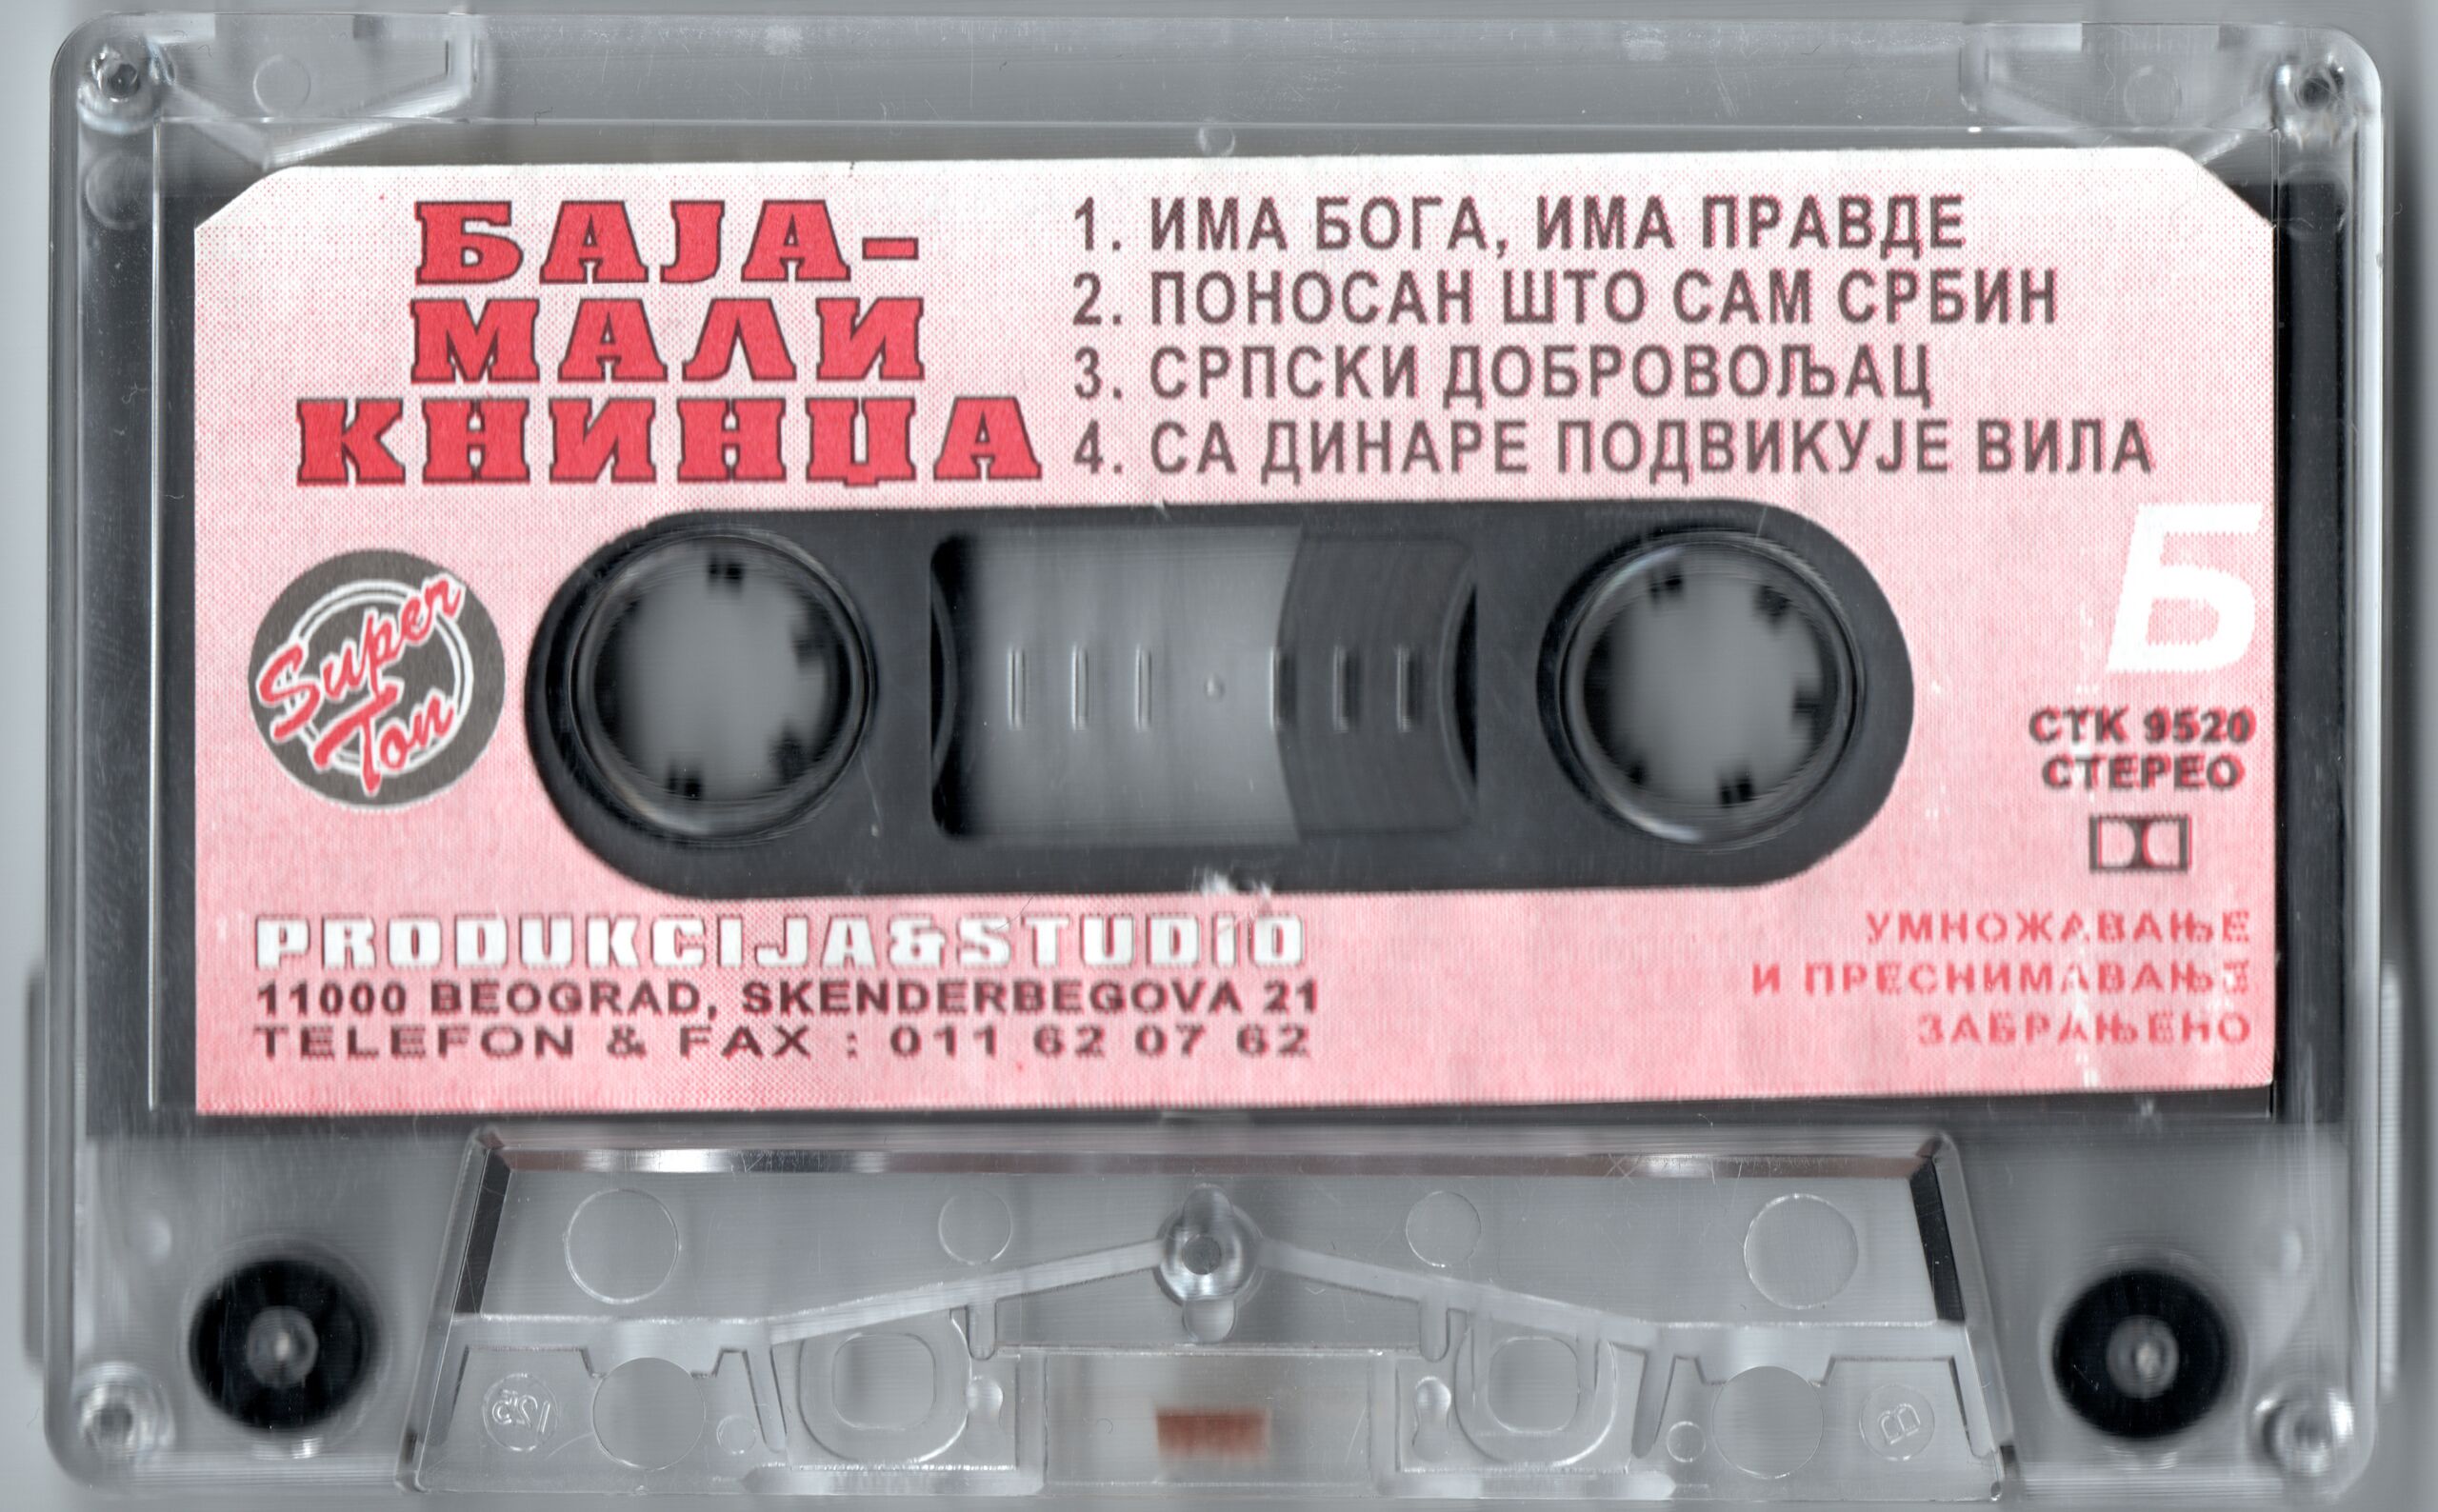 БАЈА-
МАЛИ
КНИНЏА
1. ИМА БОГА, ИМА ПРАВДЕ
2. ПОНОСАН ШТО САМ СРБИН
3. СРПСКИ ДОБРОВОЉАЦ
4. СА ДИНАРЕ ПОДВИКУЈЕ ВИЛА
Super
Ton
Б
СТК 9520
СТЕРЕО
PRODUKCIJA&STUDIO
11000 BEOGRAD, SKENDERBEGOVA 21
TELEFON & FAX : 011 62 07 62
УМНОЖАВАЊЕ
И ПРЕСНИМАВАЊЕ
ЗАБРАЊЕНО
B